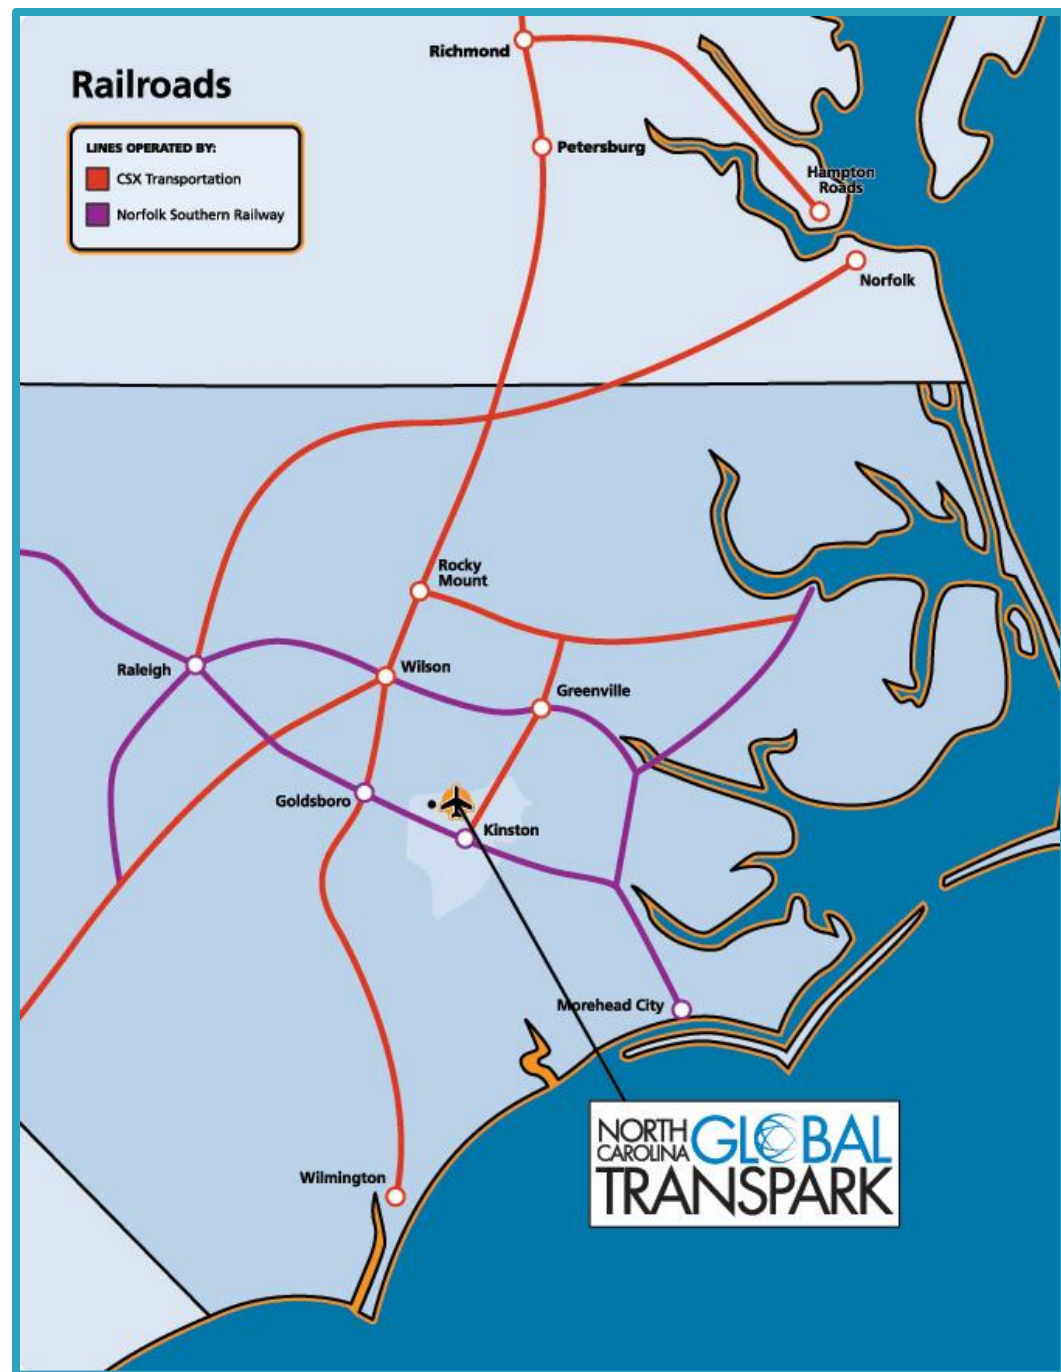 Railroads
LINES OPERATED BY:
CSX Transportation
Norfolk Southern Railway
Richmond
Petersburg
Hampton
Roads
Norfolk
Rocky
Mount
Raleigh
Wilson
Greenville
Goldsboro
Kinston
Morehead City
Wilmington
NORTH
CAROLINA
GLOBAL
TRANSPARK